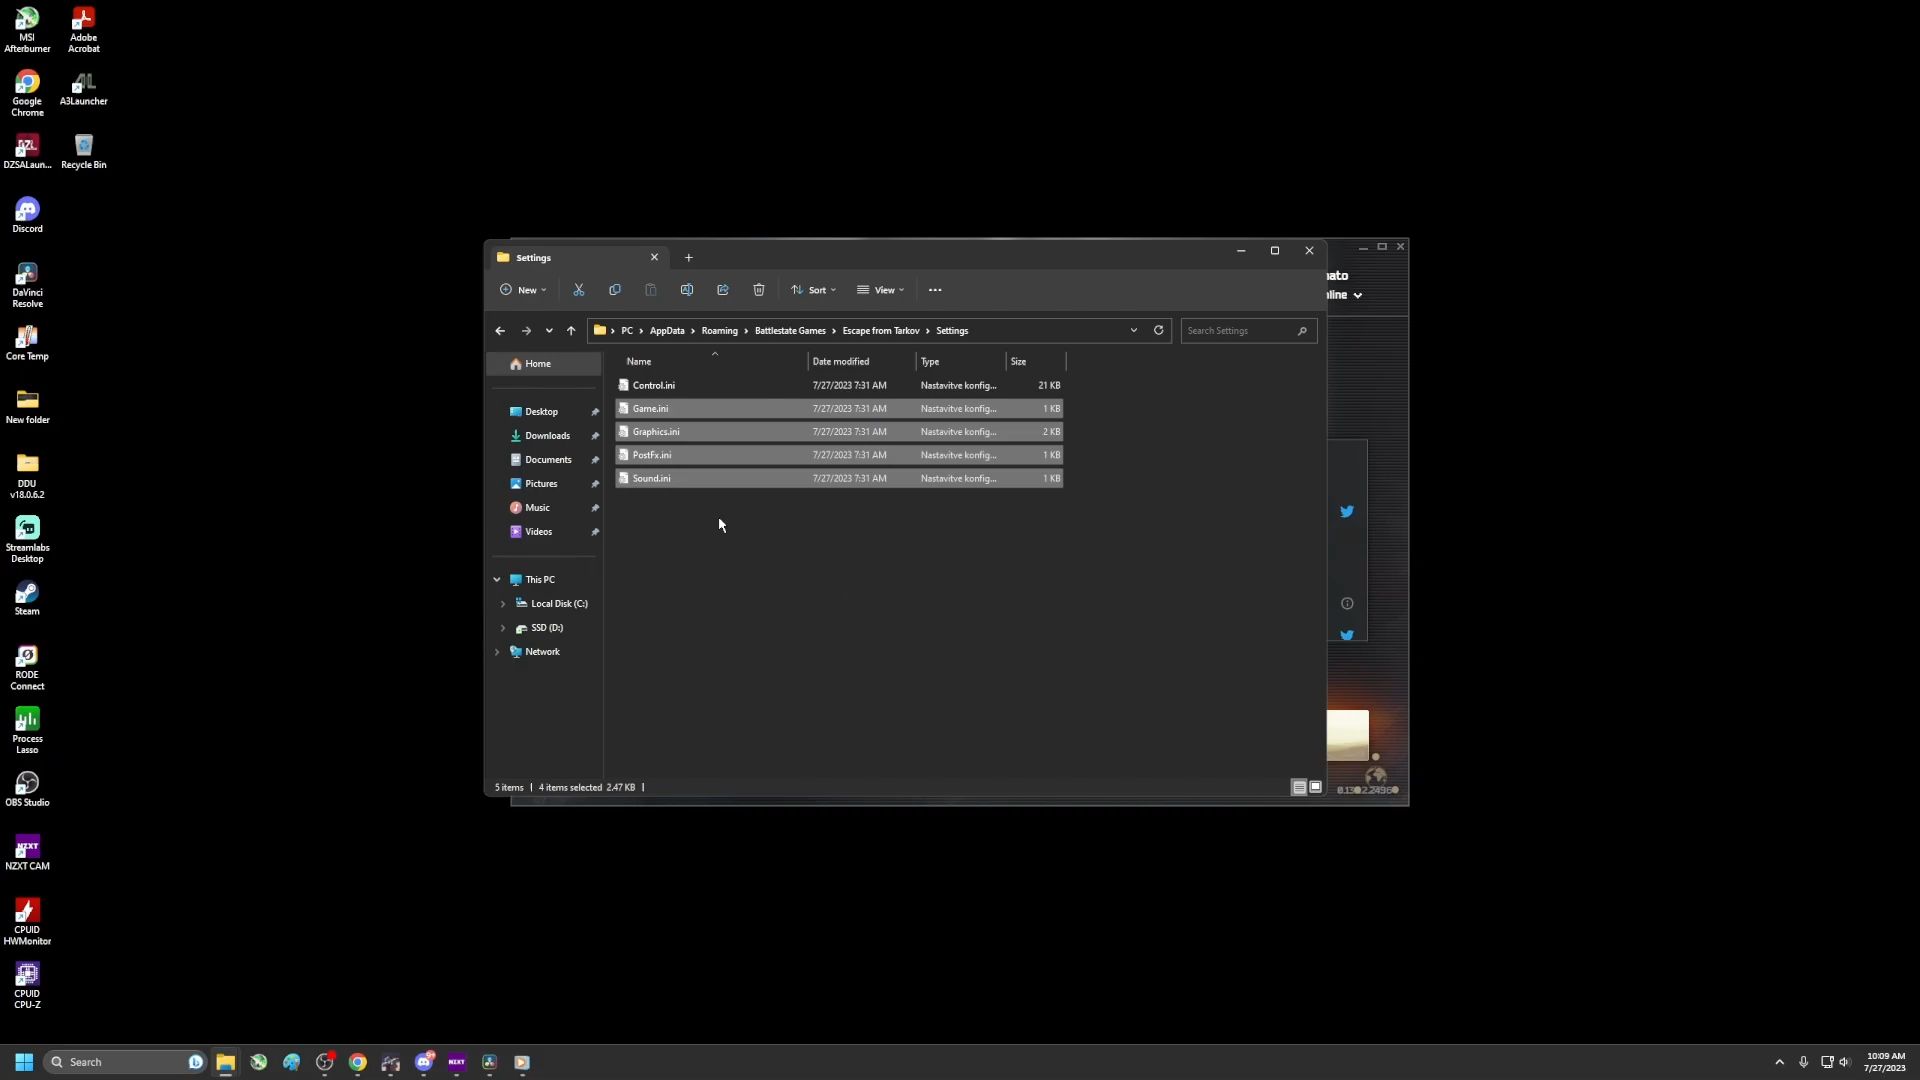 MSI
Afterburner
Adobe
Acrobat
Google
Chrome
A3Launcher
DZSALaun...
Recycle Bin
Discord
DaVinci
Resolve
Core Temp
New folder
DDU
v18.0.6.2
Streamlabs
Desktop
Steam
RODE
Connect
Process
Lasso
OBS Studio
NZXT
NZXT CAM
CPUID
HWMonitor
CPUID
CPU-Z
Settings
New
Sort
View
PC
AppData
Roaming
Battlestate Games
Escape from Tarkov
Settings
Search Settings
Name
Date modified
Type
Size
Control.ini
7/27/2023 7:31 AM
Nastavitve konfig...
21 KB
Game.ini
7/27/2023 7:31 AM
Nastavitve konfig...
1 KB
Graphics.ini
7/27/2023 7:31 AM
Nastavitve konfig...
2 KB
PostFx.ini
7/27/2023 7:31 AM
Nastavitve konfig...
1 KB
Sound.ini
7/27/2023 7:31 AM
Nastavitve konfig...
1 KB
Home
Desktop
Downloads
Documents
Pictures
Music
Videos
This PC
Local Disk (C:)
SSD (D:)
Network
5 items
4 items selected 2.47 KB
Search
NZXT
10:09 AM
7/27/2023